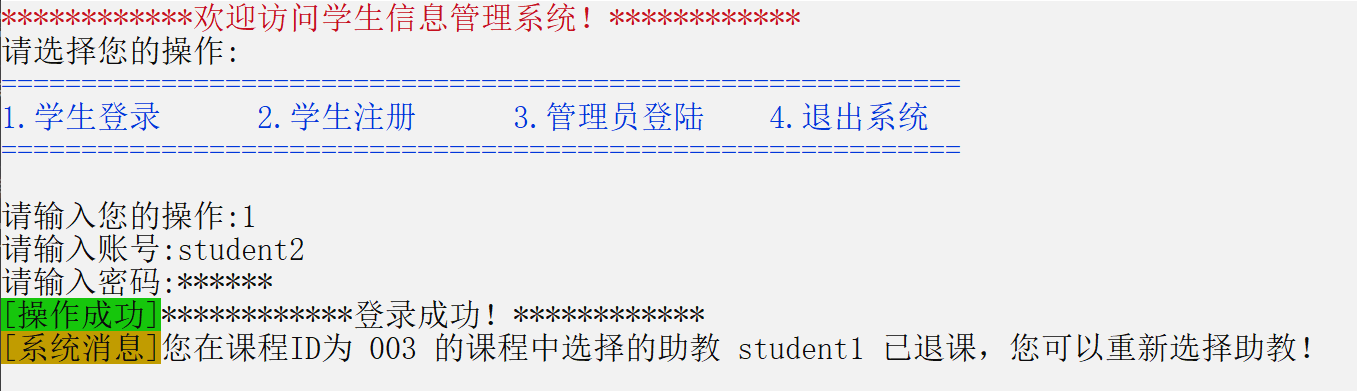 ************欢迎访问学生信息管理系统！************
请选择您的操作:
============================================================
1.学生登录      2.学生注册      3.管理员登陆    4.退出系统
============================================================
请输入您的操作:1
请输入账号:student2
请输入密码:******
[操作成功]************登录成功！************
[系统消息]您在课程ID为 003 的课程中选择的助教 student1 已退课，您可以重新选择助教！